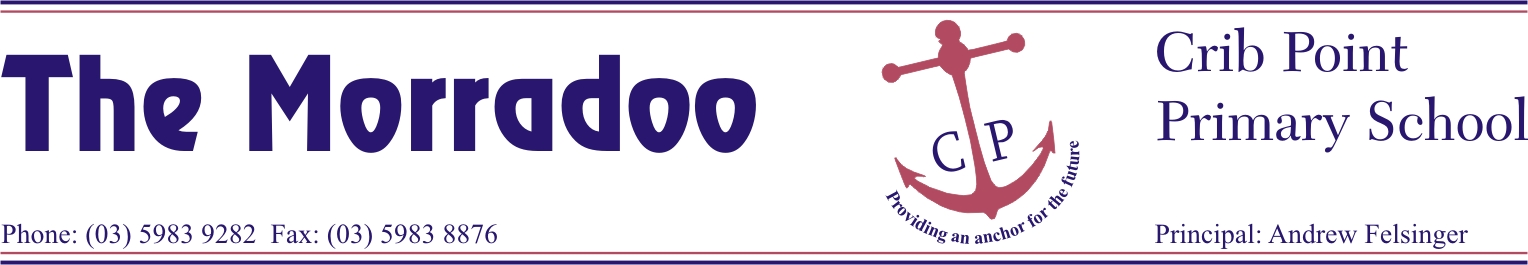 The Morradoo
Phone: (03) 5983 9282  Fax: (03) 5983 8876
C P
Providing an anchor for the future
Crib Point
Primary School
Principal: Andrew Felsinger